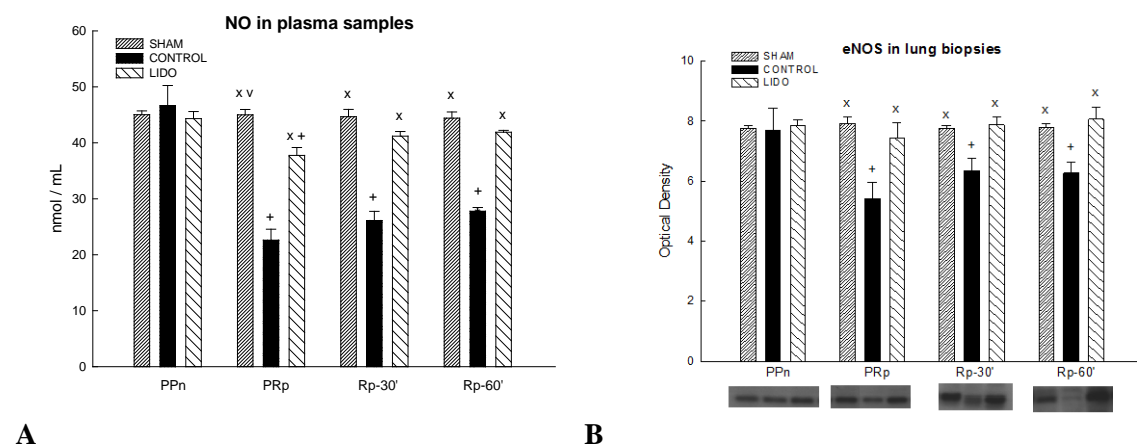 NO in plasma samples
SHAM
CONTROL
LIDO
nmol / mL
60
50
40
30
20
10
0
x v
x +
+
x
+
x
x
+
x
PPn
PRp
Rp-30'
Rp-60'
A
eNOS in lung biopsies
SHAM
CONTROL
LIDO
Optical Density
10
8
6
4
2
0
x
+
x
x
+
x
x
+
x
PPn
PRp
Rp-30'
Rp-60'
B